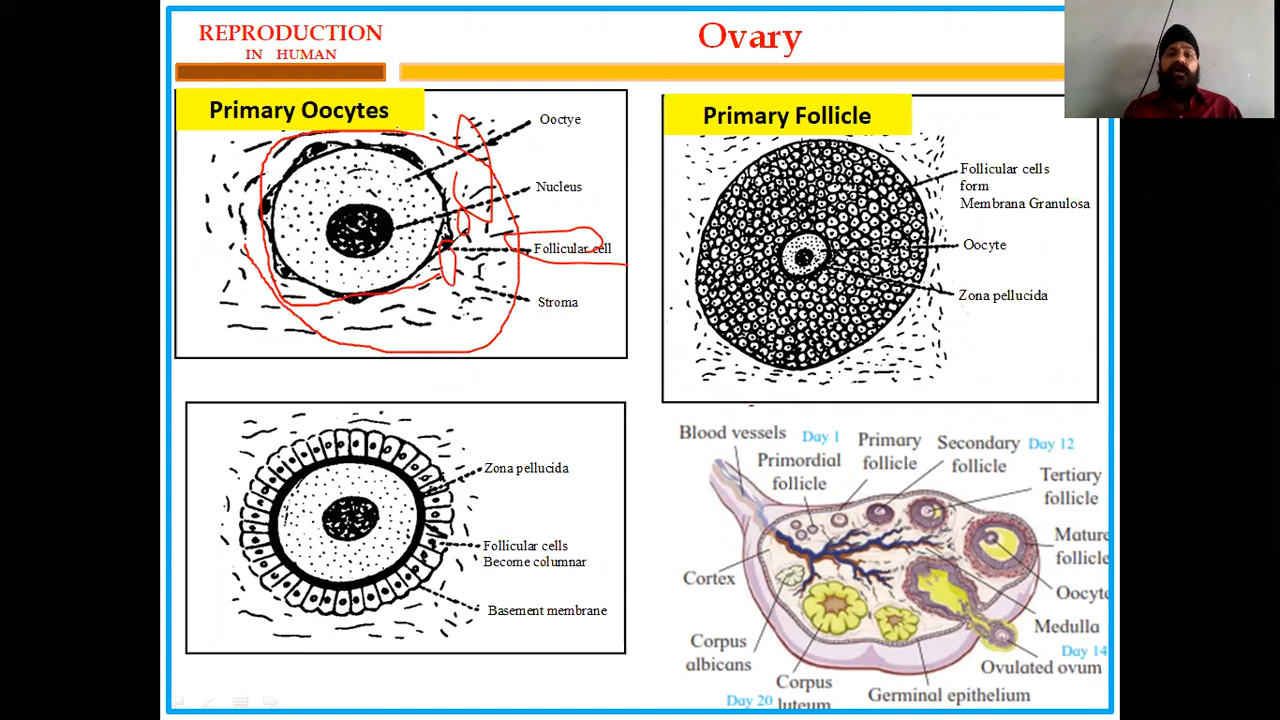 REPRODUCTION
IN HUMAN
Ovary
Primary Oocytes
Ooctye
Nucleus
Follicular cell
Stroma
Primary Follicle
Follicular cells
form
Membrana Granulosa
Oocyte
Zona pellucida
Zona pellucida
Follicular cells
Become columnar
Basement membrane
Blood vessels
Day 1
Primordial
follicle
Primary
follicle
Secondary
follicle
Day 12
Tertiary
follicle
Mature
follicle
Oocyte
Medulla
Day 14
Ovulated ovum
Germinal epithelium
Corpus
luteum
Day 20
Corpus
albicans
Cortex